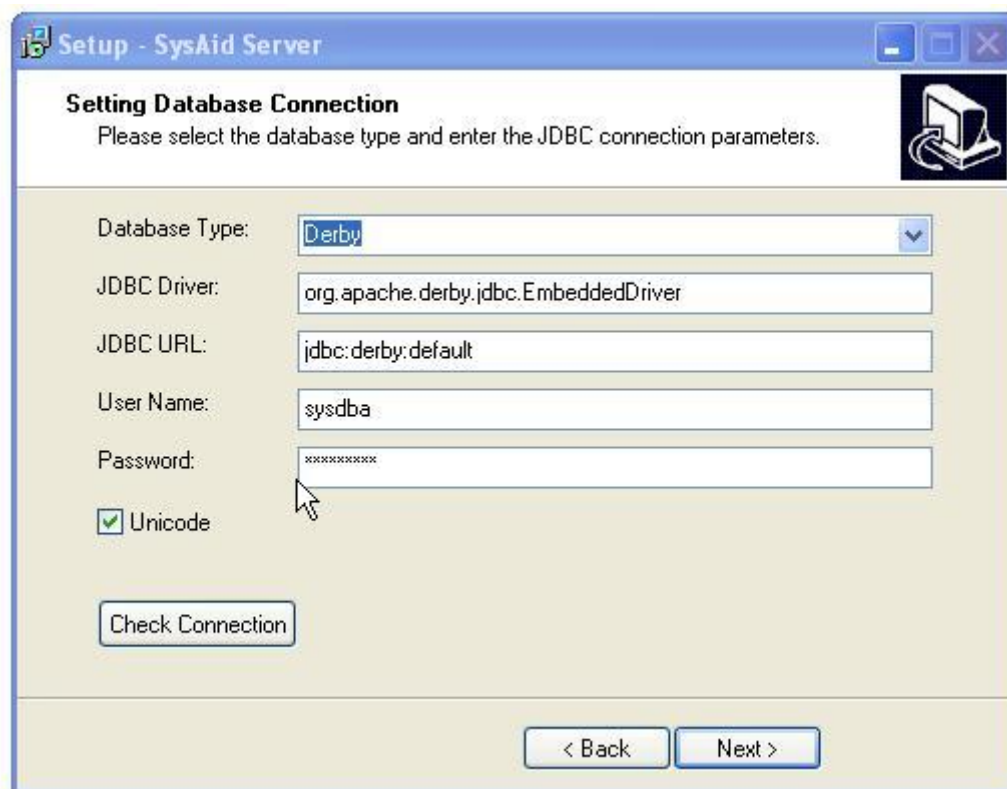 Setup - SysAid Server
Setting Database Connection
Please select the database type and enter the JDBC connection parameters.
Database Type:
Derby
JDBC Driver:
org.apache.derby.jdbc.EmbeddedDriver
JDBC URL:
jdbc:derby:default
User Name:
sysdba
Password:
*********
Unicode
Check Connection
< Back
Next >